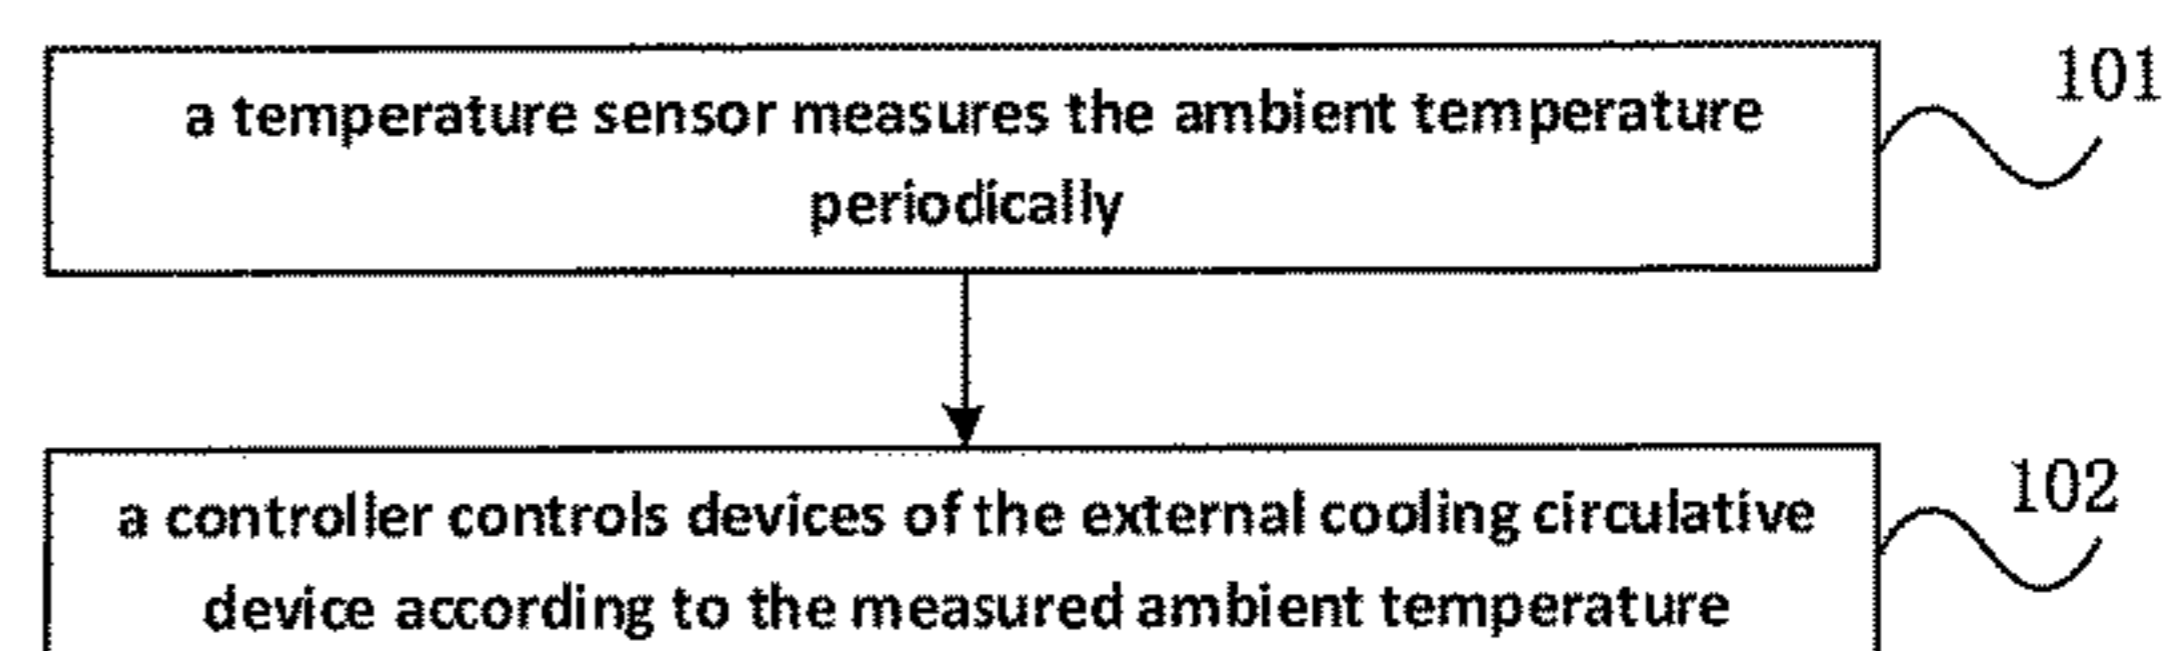 101
a temperature sensor measures the ambient temperature
periodically
102
a controller controls devices of the external cooling circulative
device according to the measured ambient temperature